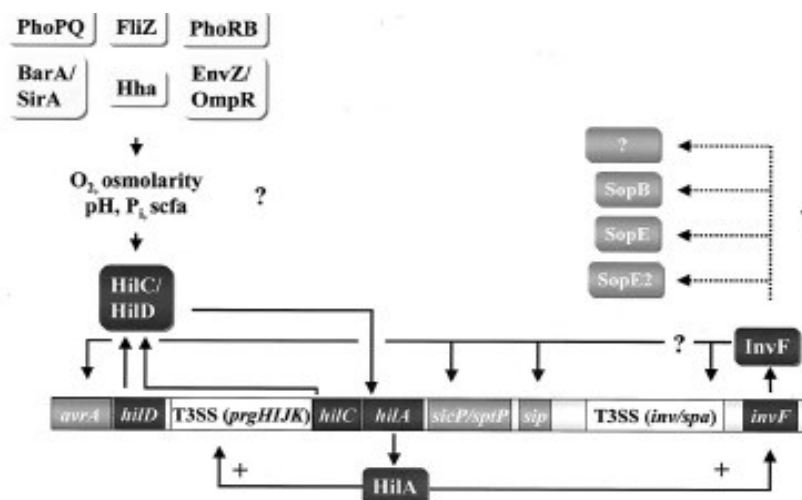 PhoPQ FliZ PhoRB
BarA/
SirA
Hha
EnvZ/
OmpR
O2, osmolarity
pH, Pi, scfa
?
?
SopB
SopE
SopE2
HilC/
HilD
?
InvF
avrA hilD T3SS (prgHIJK) hilC hilA sicP/sptP sip T3SS (inv/spa) invF
+ HilA +